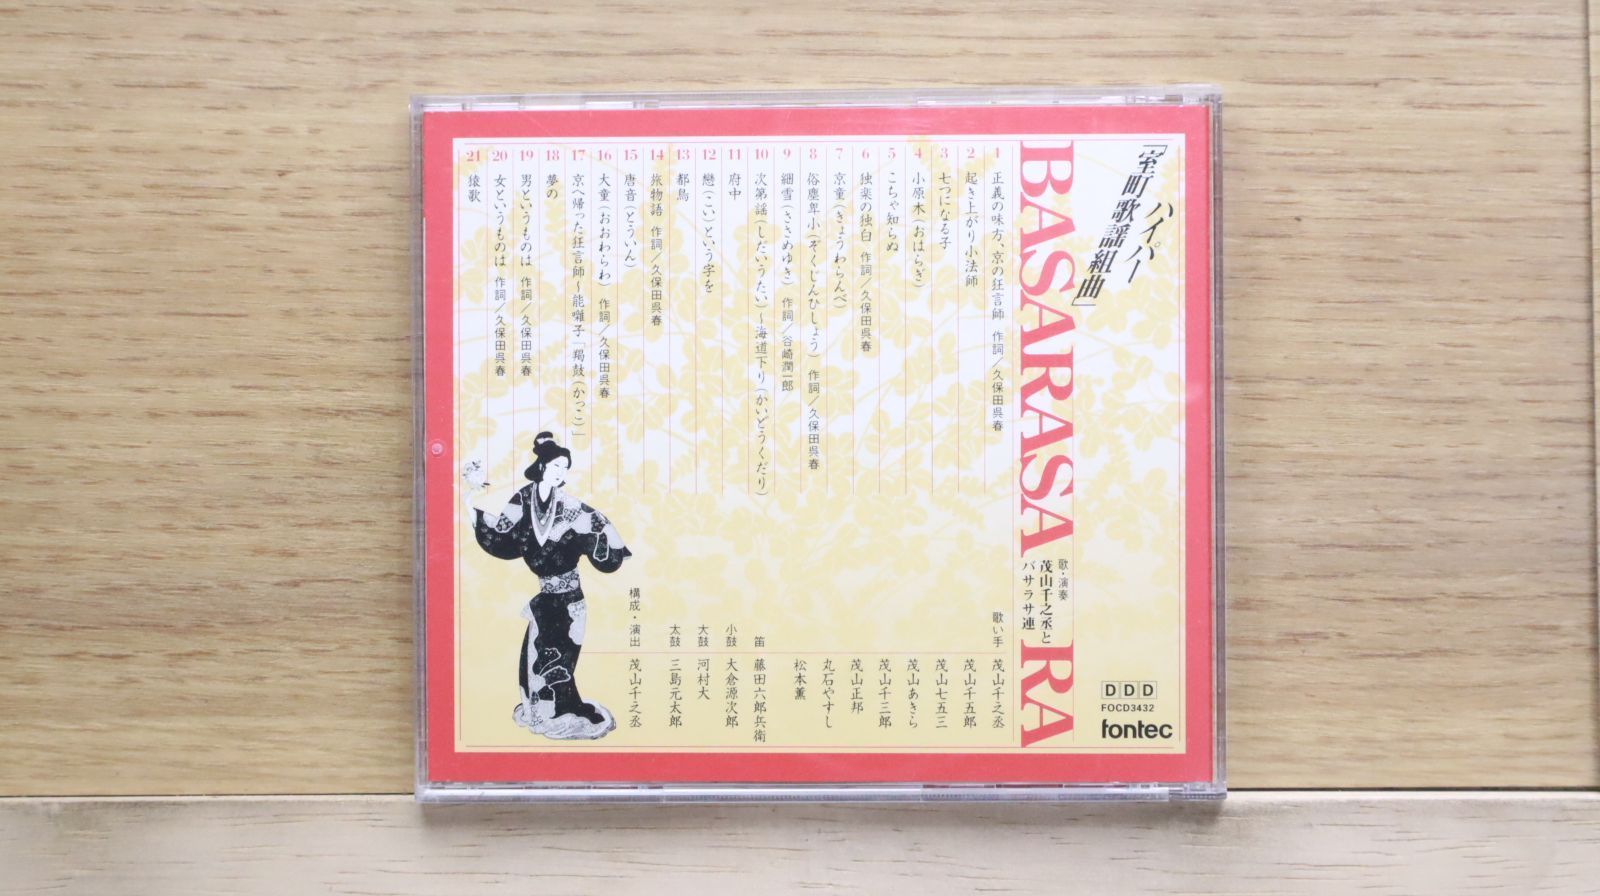 ハイパー
「室町歌謡組曲」
BASARASA RA
歌・演奏
茂山千之丞と
バサラサ連
1 正義の味方、京の狂言師 作詞／久保田呉春
2 起き上がり小法師
3 七つになる子
4 小原木（おはらぎ）
5 こちゃ知らぬ
6 独楽の独白 作詞／久保田呉春
7 京童（きょうわらんべ）
8 俗塵卑小（ぞくじんひしょう） 作詞／久保田呉春
9 細雪（ささめゆき） 作詞／谷崎潤一郎
10 次第謡（しだいうたい）～海道下り（かいどうくだり）
11 府中
12 戀（こい）という字を
13 都鳥
14 旅物語 作詞／久保田呉春
15 唐音（とういん）
16 大童（おおわらわ） 作詞／久保田呉春
17 京へ帰った狂言師～能囃子「羯鼓（かっこ）」
18 夢の
19 男というものは 作詞／久保田呉春
20 女というものは 作詞／久保田呉春
21 猿歌
歌い手 茂山千之丞
茂山千五郎
茂山七五三
茂山あきら
茂山千三郎
茂山正邦
丸石やすし
松本薫
笛 藤田六郎兵衛
小鼓 大倉源次郎
大鼓 河村大
太鼓 三島元太郎
構成・演出 茂山千之丞
DDD
FOCD3432
fontec